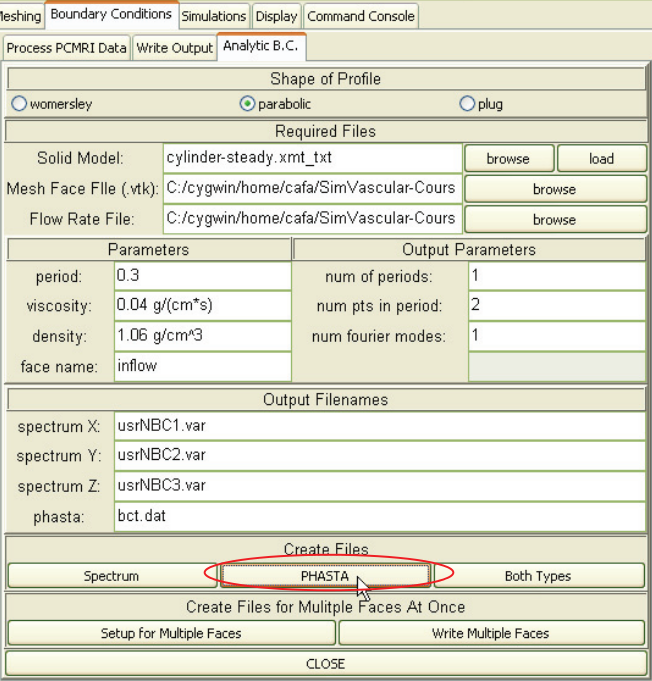 Meshing Boundary Conditions Simulations Display Command Console
Process PCMRI Data Write Output Analytic B.C.
Shape of Profile
womersley parabolic plug
Required Files
Solid Model: cylinder-steady.xmt_txt browse load
Mesh Face FIle (.vtk): C:/cygwin/home/cafa/SimVascular-Cours browse
Flow Rate File: C:/cygwin/home/cafa/SimVascular-Cours browse
Parameters Output Parameters
period: 0.3 num of periods: 1
viscosity: 0.04 g/(cm*s) num pts in period: 2
density: 1.06 g/cm^3 num fourier modes: 1
face name: inflow
Output Filenames
spectrum X: usrNBC1.var
spectrum Y: usrNBC2.var
spectrum Z: usrNBC3.var
phasta: bct.dat
Create Files
Spectrum PHASTA Both Types
Create Files for Mulitple Faces At Once
Setup for Multiple Faces Write Multiple Faces
CLOSE